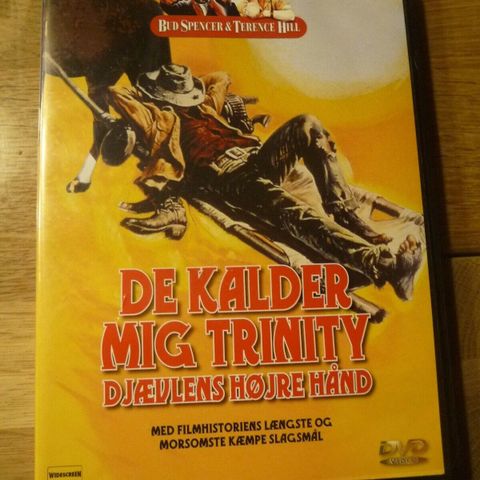 BUD SPENCER & TERENCE HILL
DE KALDER
MIG TRINITY
DJÆVLENS HØJRE HÅND
MED FILMHISTORIENS LÆNGSTE OG
MORSOMSTE KÆMPE SLAGSMÅL
DVD
VIDEO
WIDESCREEN